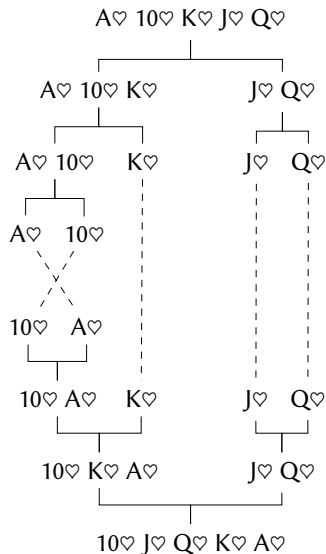 A♡ 10♡ K♡ J♡ Q♡
A♡ 10♡ K♡ J♡ Q♡
A♡ 10♡ K♡ J♡ Q♡
A♡ 10♡
10♡ A♡
10♡ A♡ K♡ J♡ Q♡
10♡ K♡ A♡ J♡ Q♡
10♡ J♡ Q♡ K♡ A♡